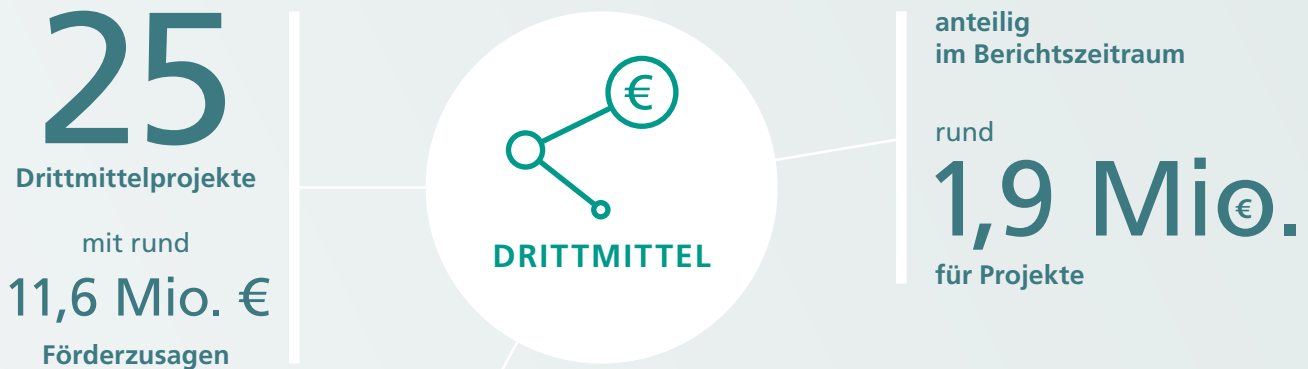 25
Drittmittelprojekte
mit rund
11,6 Mio. €
Förderzusagen
€
DRITTMITTEL
anteilig
im Berichtszeitraum
rund
1,9 Mio. €
für Projekte